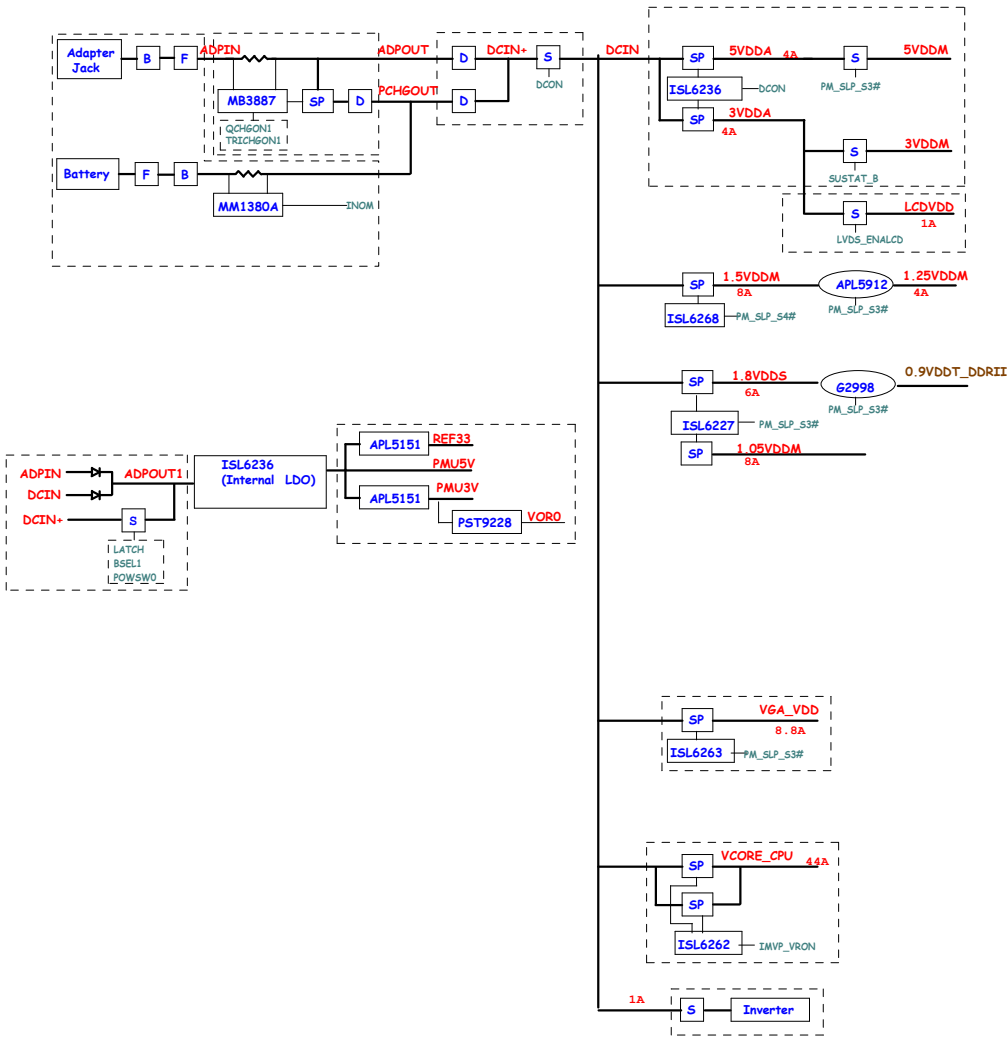 Adapter
Jack
B
F
ADPIN
ADPOUT
MB3887
SP
D
PCHGOUT
QCHGON1
TRICHGON1
Battery
F
B
MM1380A
INOM
D
D
DCIN+
S
DCON
DCIN
SP
5VDDA
4A
S
5VDDM
PM_SLP_S3#
ISL6236
DCON
SP
3VDDA
4A
S
3VDDM
SUSTAT_B
S
LCDVDD
1A
LVDS_ENALCD
SP
1.5VDDM
8A
APL5912
1.25VDDM
4A
PM_SLP_S3#
ISL6268
PM_SLP_S4#
SP
1.8VDDS
6A
G2998
0.9VDDT_DDRII
PM_SLP_S3#
ISL6227
PM_SLP_S3#
SP
1.05VDDM
8A
ADPIN
DCIN
DCIN+
ADPOUT1
S
LATCH
BSEL1
POWSW0
ISL6236
(Internal LDO)
APL5151
REF33
PMU5V
APL5151
PMU3V
PST9228
VOR0
SP
VGA_VDD
8.8A
ISL6263
PM_SLP_S3#
SP
VCORE_CPU
44A
SP
ISL6262
IMVP_VRON
1A
S
Inverter